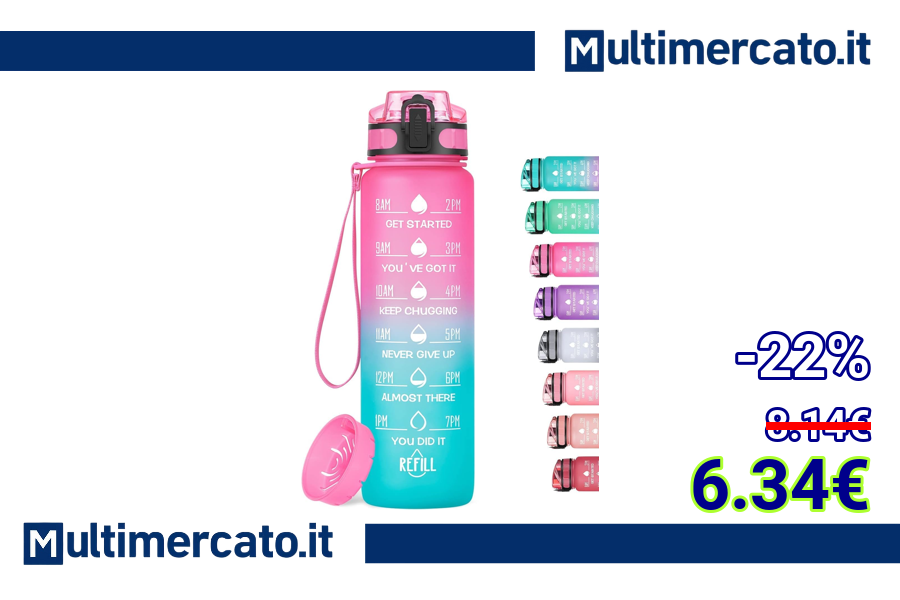 Multimercato.it
8AM 2PM
GET STARTED
9AM 3PM
YOU'VE GOT IT
10AM 4PM
KEEP CHUGGING
11AM 5PM
NEVER GIVE UP
12PM 6PM
ALMOST THERE
1PM 7PM
YOU DID IT
REFILL
-22%
8.14€
6.34€
Multimercato.it